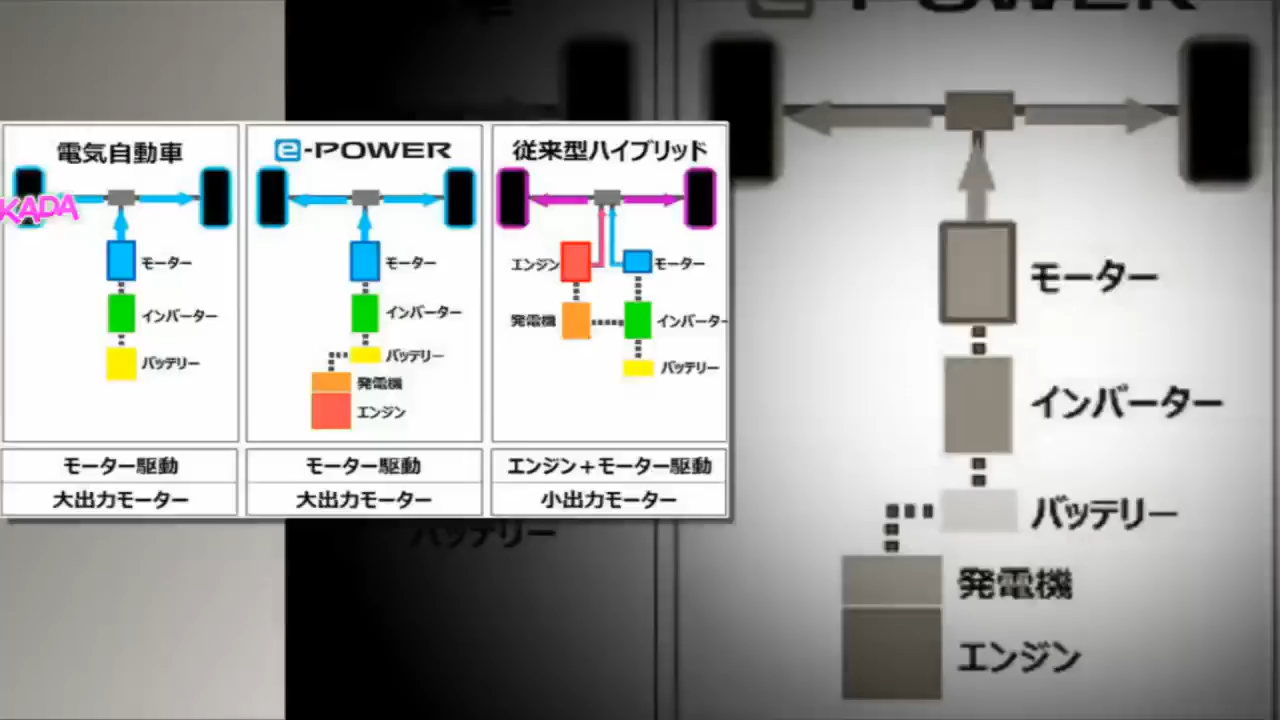 電気自動車
KADA
モーター
インバーター
バッテリー
モーター駆動
大出力モーター
e-POWER
モーター
インバーター
バッテリー
発電機
エンジン
モーター駆動
大出力モーター
従来型ハイブリッド
エンジン
モーター
発電機
インバーター
バッテリー
エンジン+モーター駆動
小出力モーター
バッテリー
e-POWER
モーター
インバーター
バッテリー
発電機
エンジン